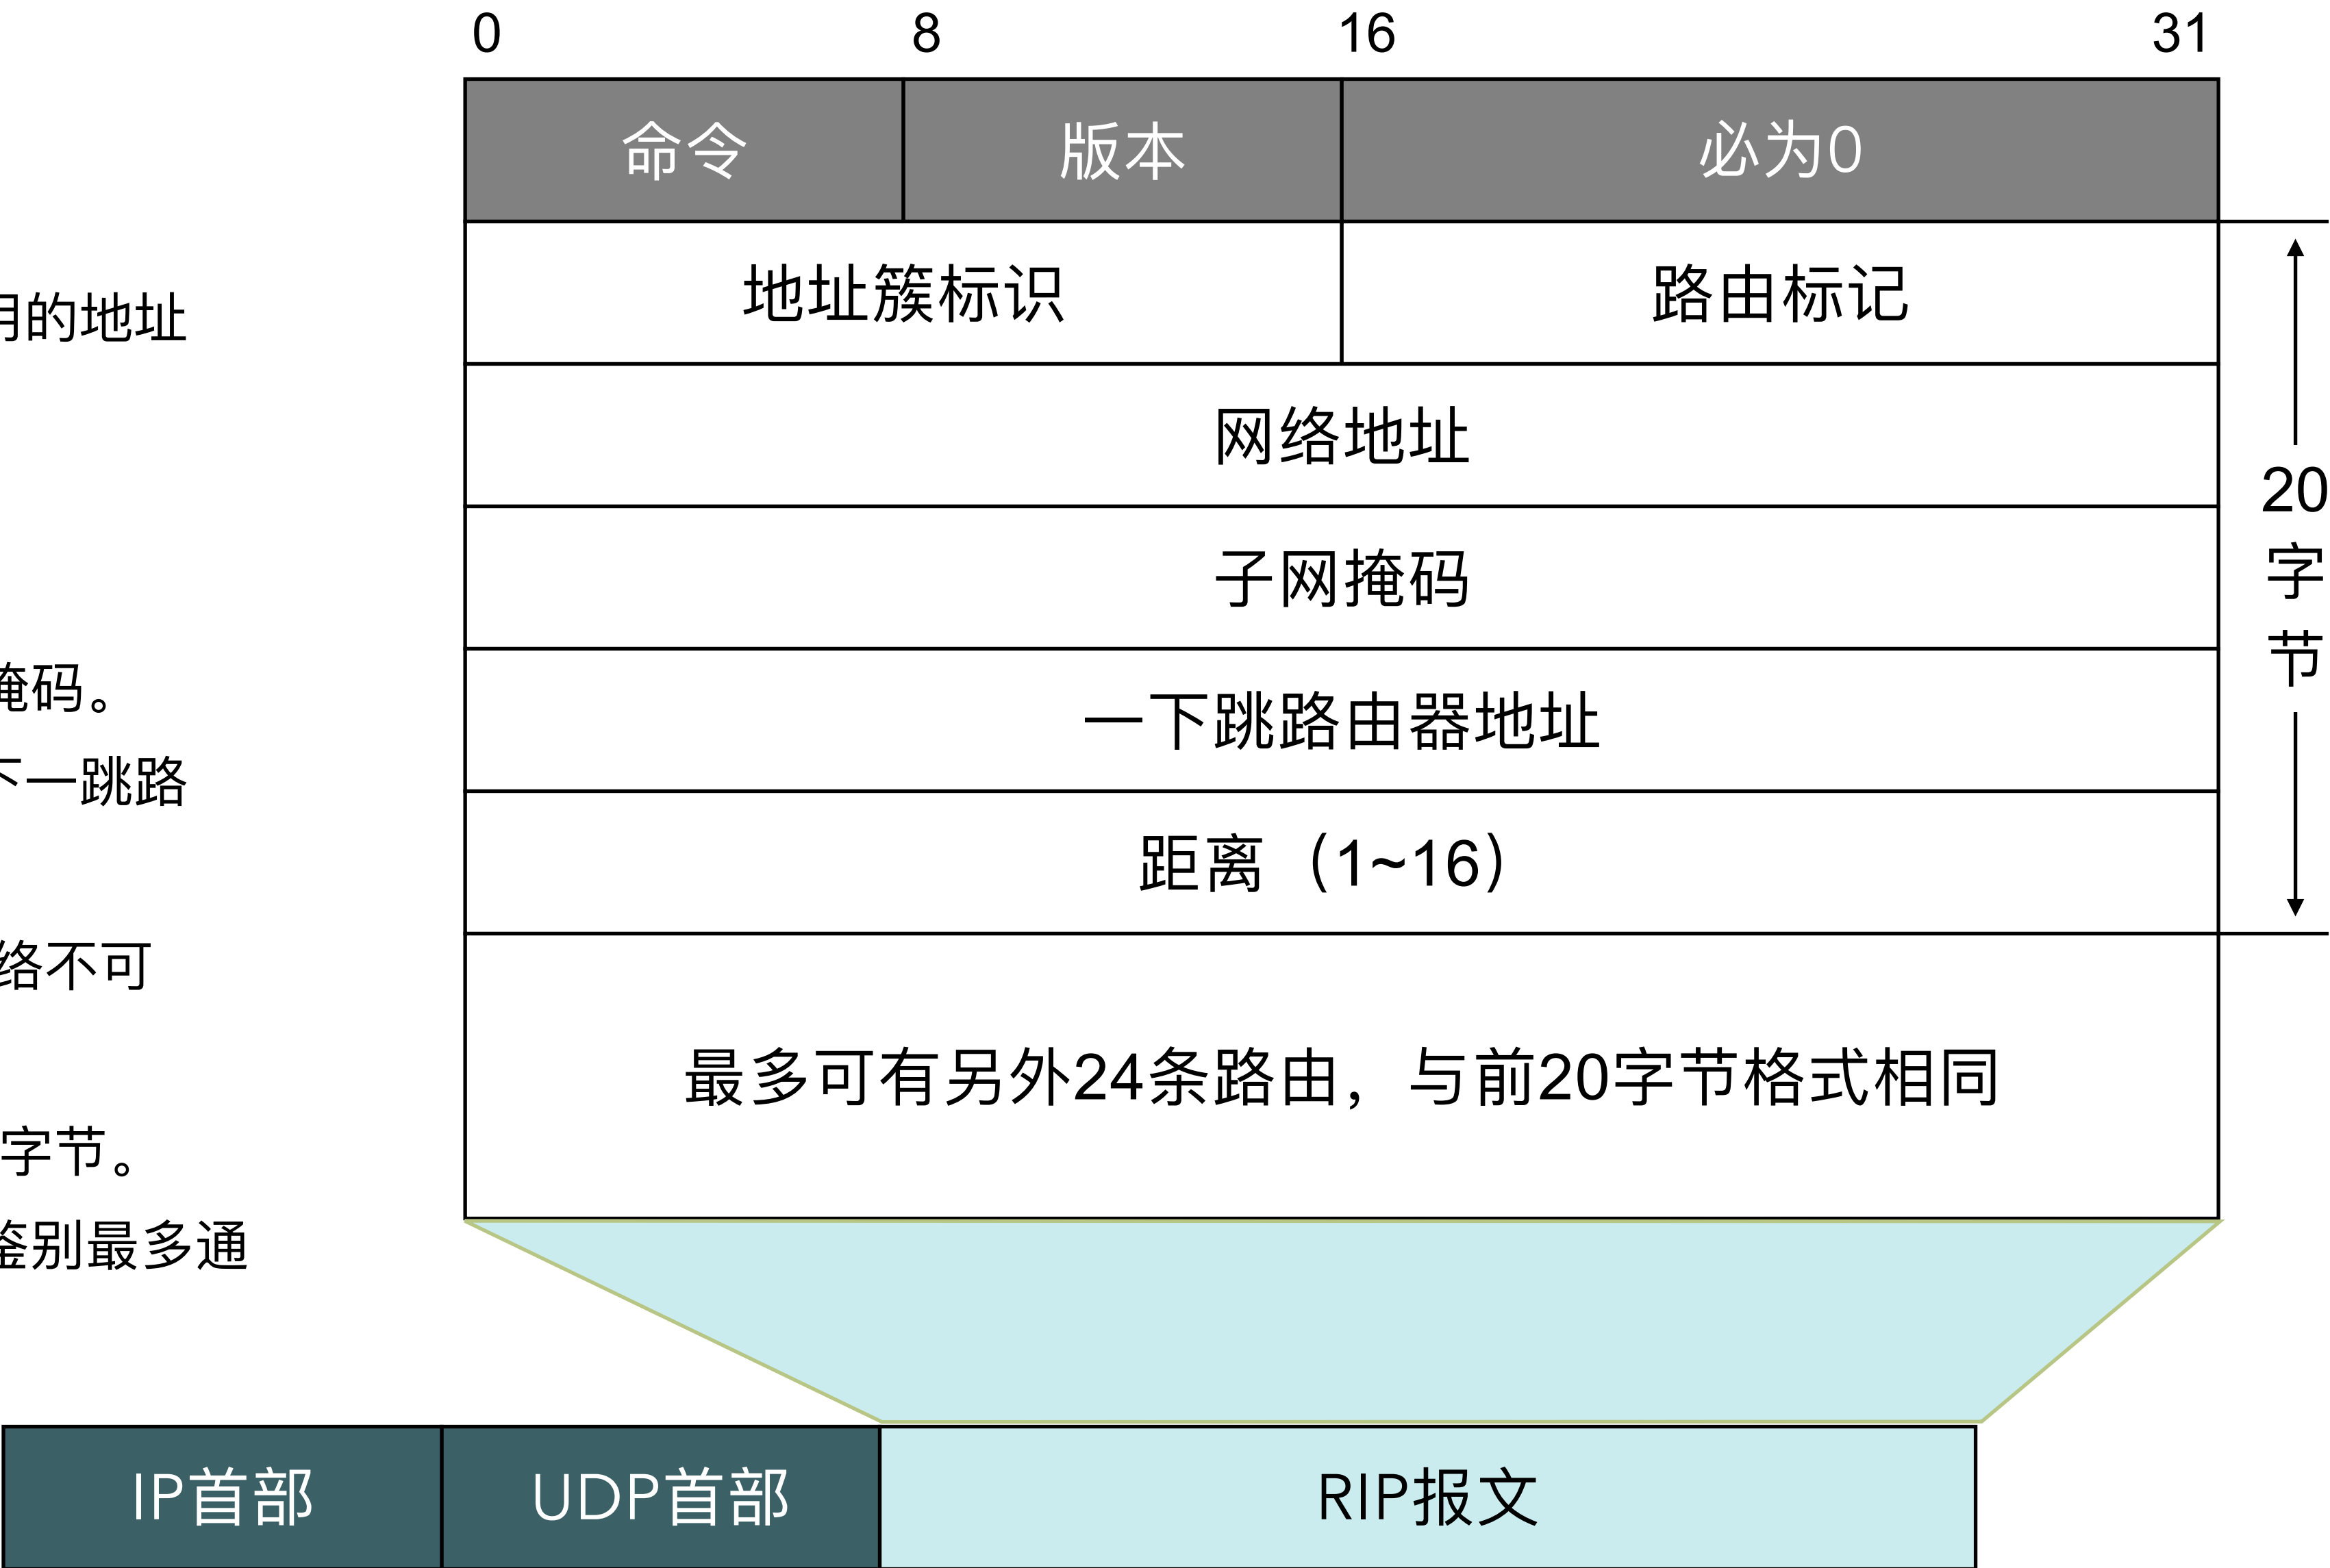 0 8 16 31
命令 版本 必为0
地址簇标识 路由标记
的地址
网络地址
20字节
子网掩码
码。
一下跳路由器地址
一跳路
距离（1~16）
不可
最多可有另外24条路由，与前20字节格式相同
字节。
别最多通
IP首部 UDP首部 RIP报文